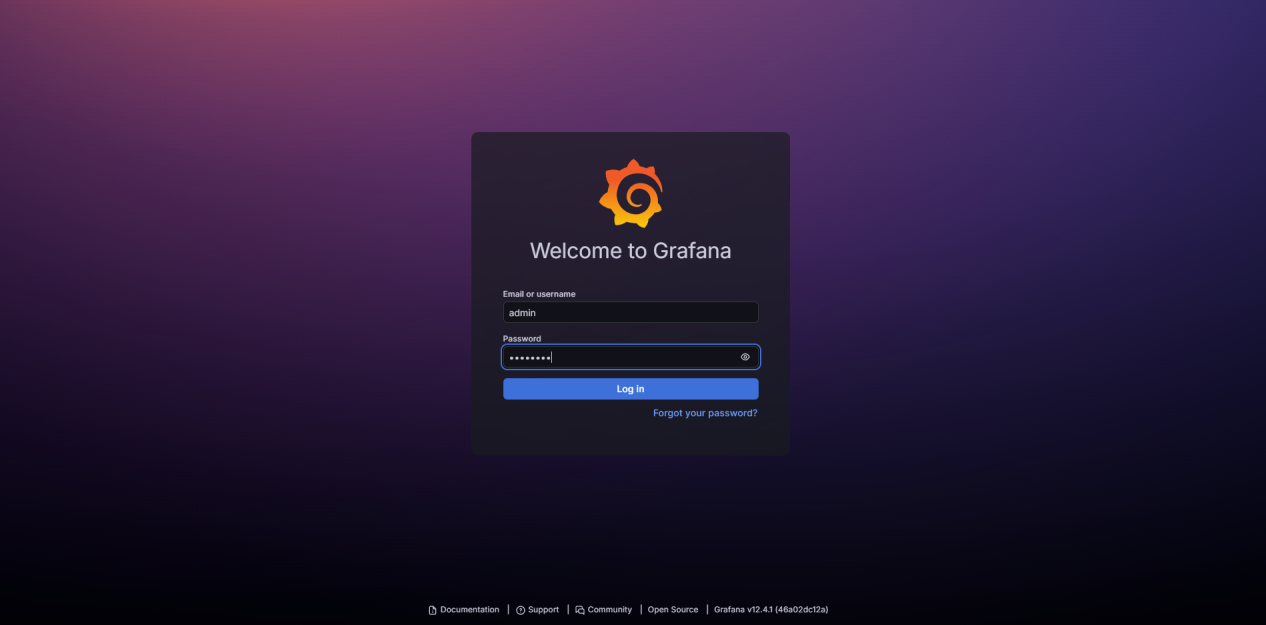 Welcome to Grafana
Email or username
admin
Password
••••••••
Log in
Forgot your password?
Documentation | Support | Community | Open Source | Grafana v12.4.1 (46a02dc12a)